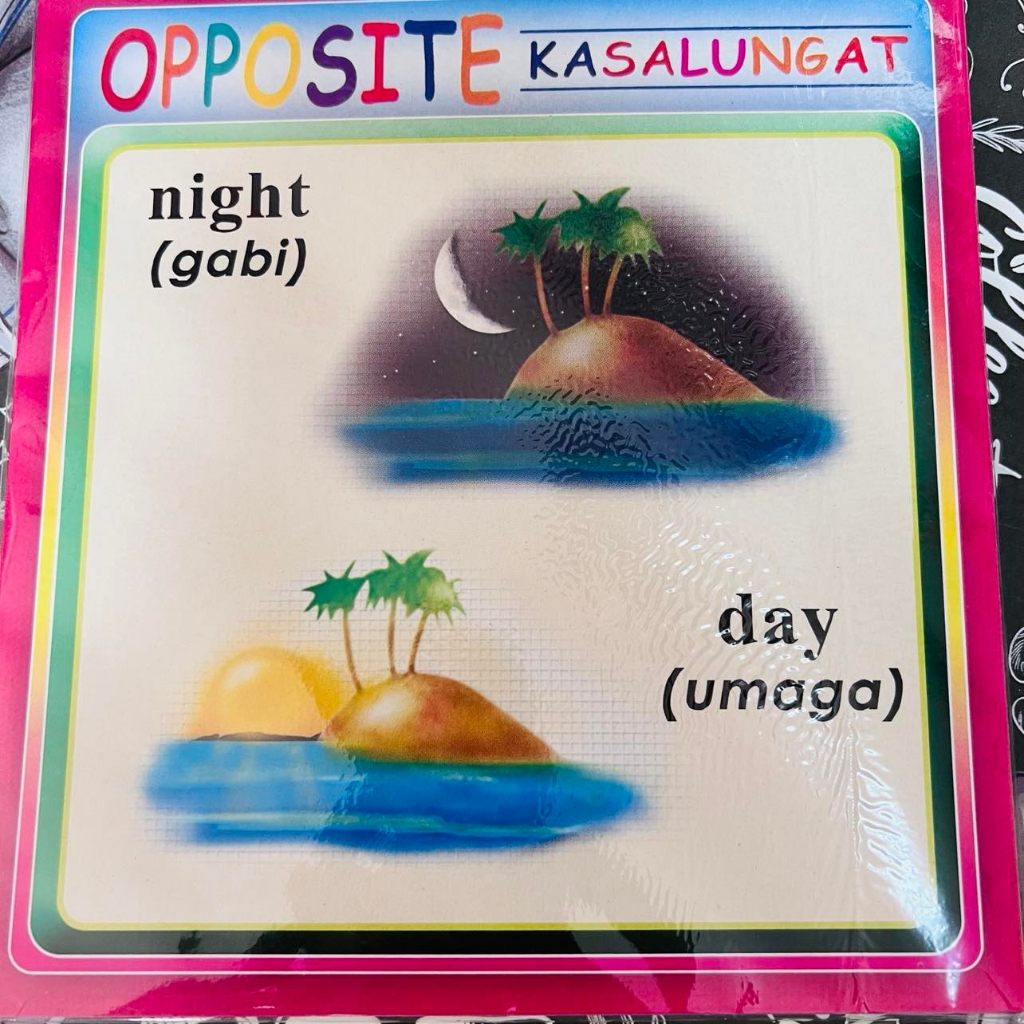 OPPOSITE KASALUNGAT
night
(gabi)
day
(umaga)